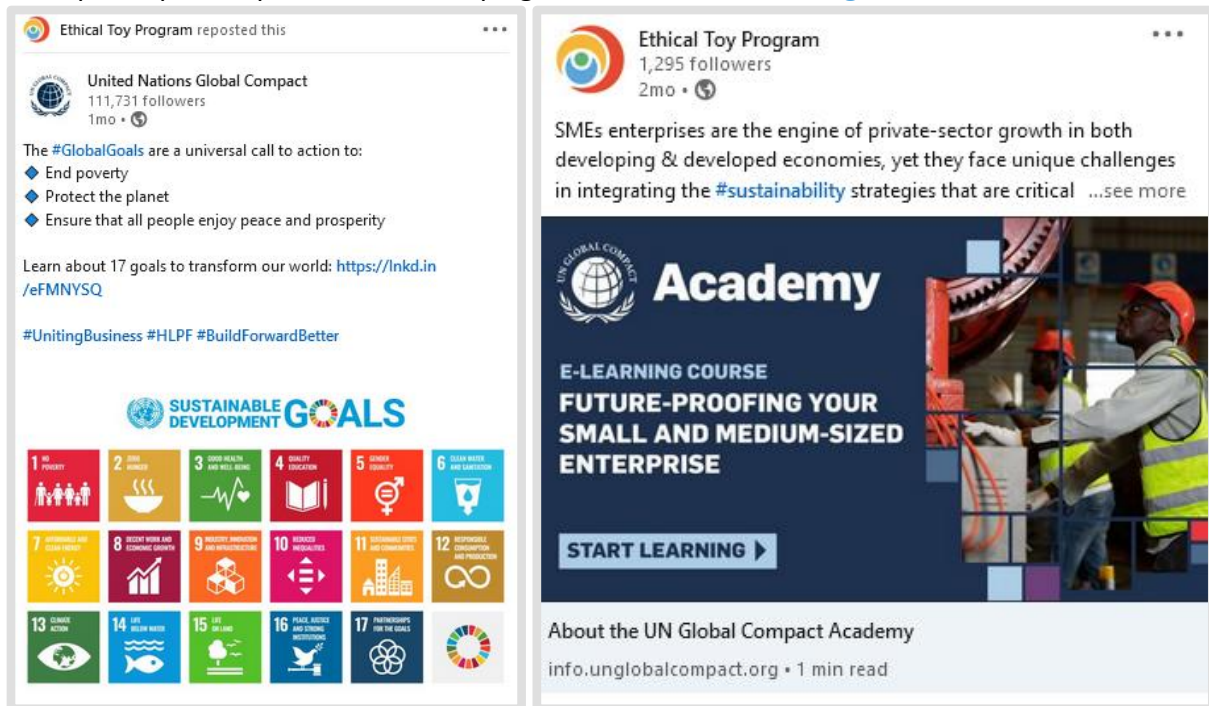 Ethical Toy Program reposted this
United Nations Global Compact
111,731 followers
1mo •
The #GlobalGoals are a universal call to action to:
End poverty
Protect the planet
Ensure that all people enjoy peace and prosperity
Learn about 17 goals to transform our world: https://lnkd.in
/eFMNYSQ
#UnitingBusiness #HLPF #BuildForwardBetter
SUSTAINABLE
DEVELOPMENT GOALS
1 NO
POVERTY
2 ZERO
HUNGER
3 GOOD HEALTH
AND WELL-BEING
4 QUALITY
EDUCATION
5 GENDER
EQUALITY
6 CLEAN WATER
AND SANITATION
7 AFFORDABLE AND
CLEAN ENERGY
8 DECENT WORK AND
ECONOMIC GROWTH
9 INDUSTRY, INNOVATION
AND INFRASTRUCTURE
10 REDUCED
INEQUALITIES
11 SUSTAINABLE CITIES
AND COMMUNITIES
12 RESPONSIBLE
CONSUMPTION
AND PRODUCTION
13 CLIMATE
ACTION
14 LIFE
BELOW WATER
15 LIFE
ON LAND
16 PEACE, JUSTICE
AND STRONG
INSTITUTIONS
17 PARTNERSHIPS
FOR THE GOALS
Ethical Toy Program
1,295 followers
2mo •
SMEs enterprises are the engine of private-sector growth in both
developing & developed economies, yet they face unique challenges
in integrating the #sustainability strategies that are critical ...see more
UN GLOBAL COMPACT
Academy
E-LEARNING COURSE
FUTURE-PROOFING YOUR
SMALL AND MEDIUM-SIZED
ENTERPRISE
START LEARNING
About the UN Global Compact Academy
info.unglobalcompact.org • 1 min read